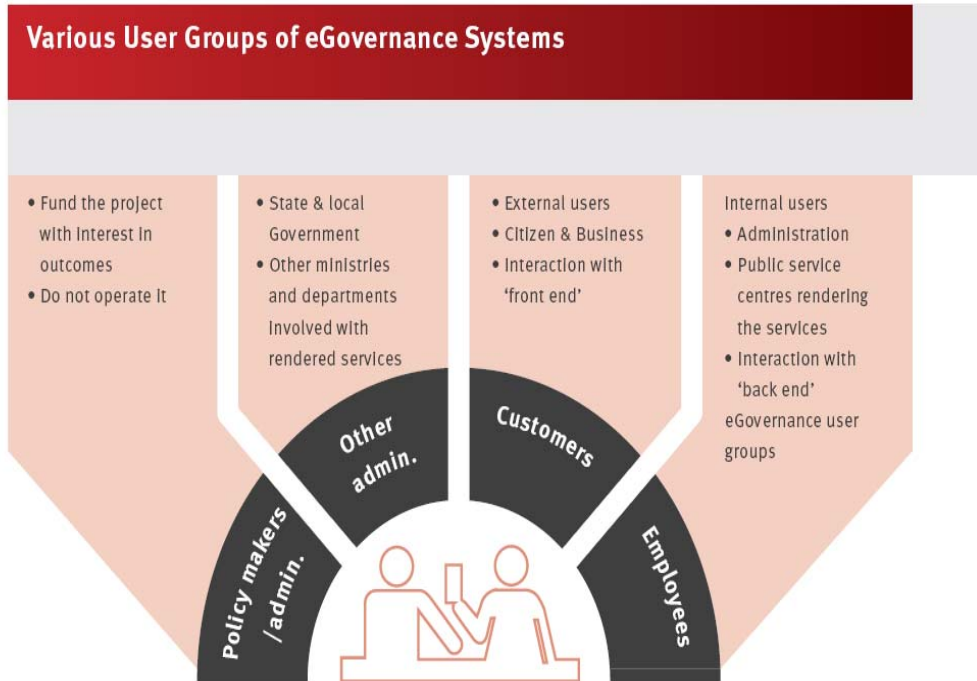 Various User Groups of eGovernance Systems
• Fund the project
with interest in
outcomes
• Do not operate it
• State & local
Government
• Other ministries
and departments
involved with
rendered services
• External users
• Citizen & Business
• Interaction with
‘front end’
Internal users
• Administration
• Public service
centres rendering
the services
• Interaction with
‘back end’
eGovernance user
groups
Policy makers
/admin.
Other
admin.
Customers
Employees